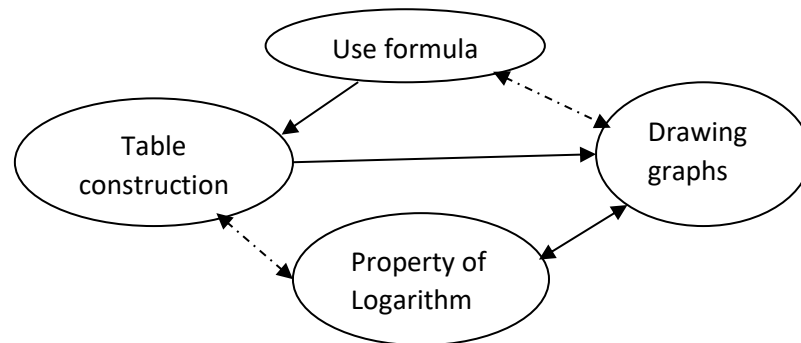 Use formula
Table
construction
Drawing
graphs
Property of
Logarithm